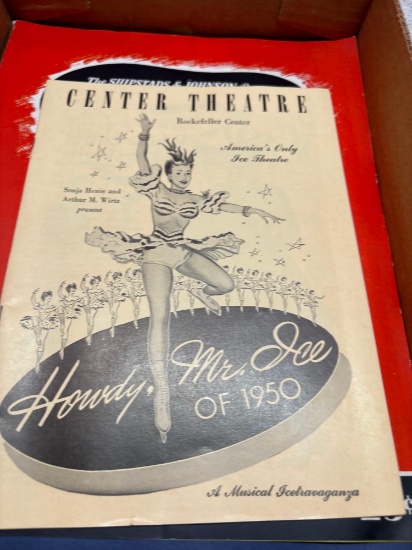 The SHIPSTADS & JOHNSON
CENTER THEATRE
Rockefeller Center
America's Only
Ice Theatre
Sonja Henie and
Arthur M. Wirtz
present
Howdy, Mr. Ice
OF 1950
A Musical Icetravaganza